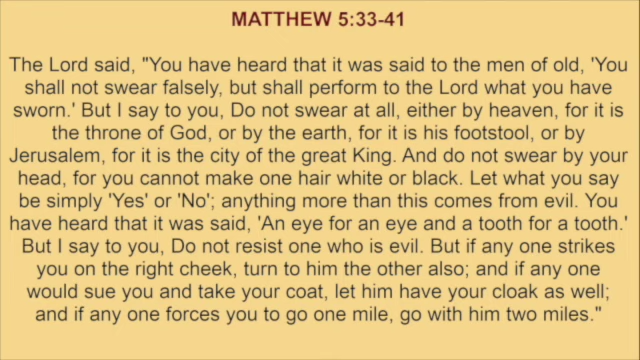 MATTHEW 5:33-41
The Lord said, "You have heard that it was said to the men of old, 'You
shall not swear falsely, but shall perform to the Lord what you have
sworn.' But I say to you, Do not swear at all, either by heaven, for it is
the throne of God, or by the earth, for it is his footstool, or by
Jerusalem, for it is the city of the great King. And do not swear by your
head, for you cannot make one hair white or black. Let what you say
be simply 'Yes' or 'No'; anything more than this comes from evil. You
have heard that it was said, 'An eye for an eye and a tooth for a tooth.'
But I say to you, Do not resist one who is evil. But if any one strikes
you on the right cheek, turn to him the other also; and if any one
would sue you and take your coat, let him have your cloak as well;
and if any one forces you to go one mile, go with him two miles."